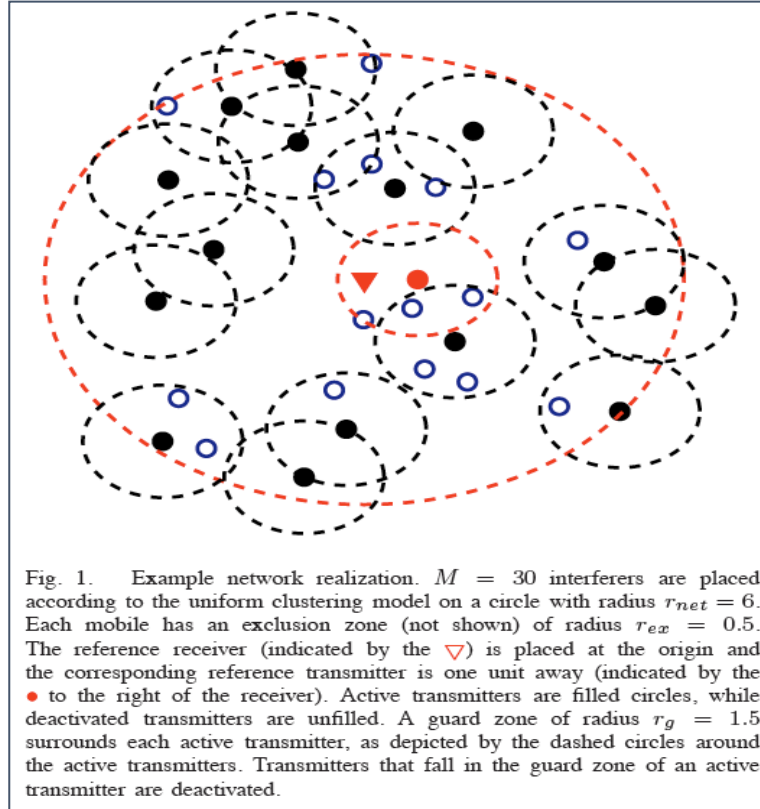 Fig. 1. Example network realization. M = 30 interferers are placed
according to the uniform clustering model on a circle with radius r_net = 6.
Each mobile has an exclusion zone (not shown) of radius r_ex = 0.5.
The reference receiver (indicated by the ▽) is placed at the origin and
the corresponding reference transmitter is one unit away (indicated by the
● to the right of the receiver). Active transmitters are filled circles, while
deactivated transmitters are unfilled. A guard zone of radius r_g = 1.5
surrounds each active transmitter, as depicted by the dashed circles around
the active transmitters. Transmitters that fall in the guard zone of an active
transmitter are deactivated.